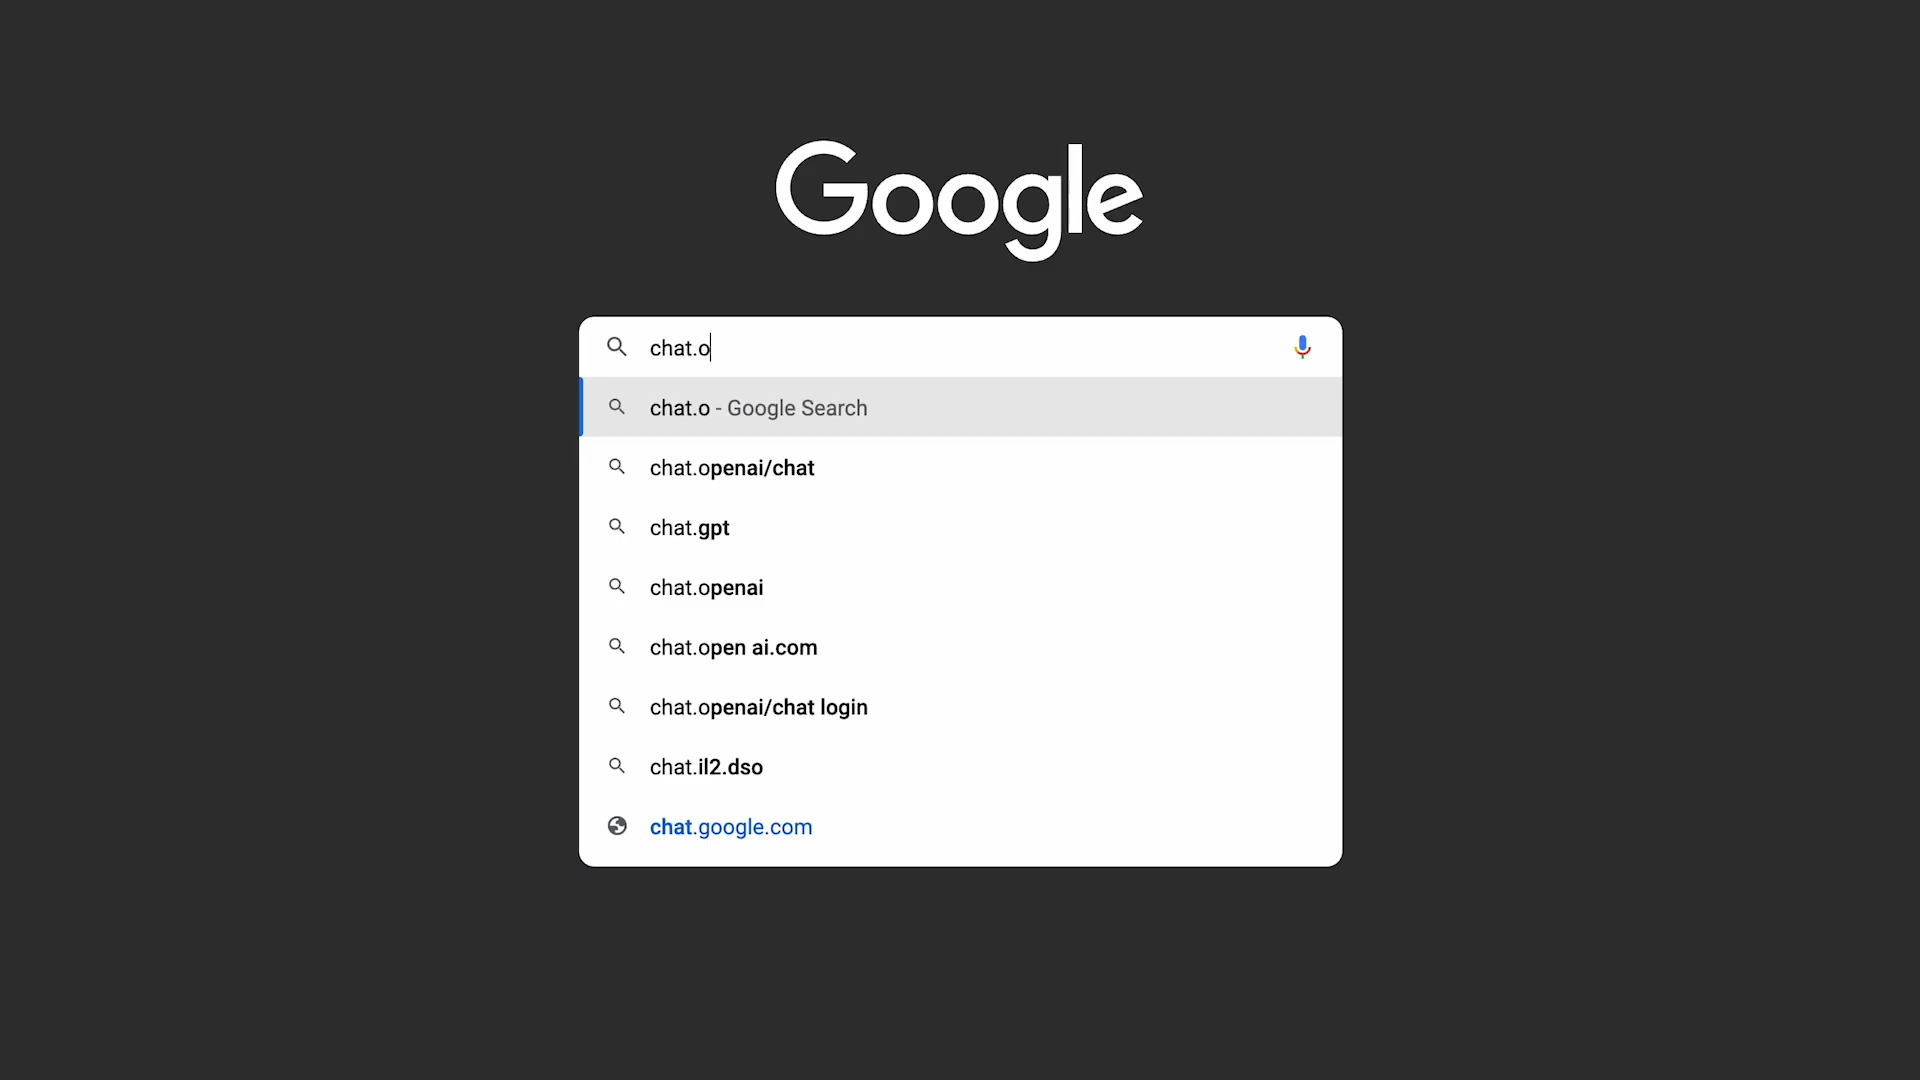 Google
chat.o
chat.o - Google Search
chat.openai/chat
chat.gpt
chat.openai
chat.open ai.com
chat.openai/chat login
chat.il2.dso
chat.google.com